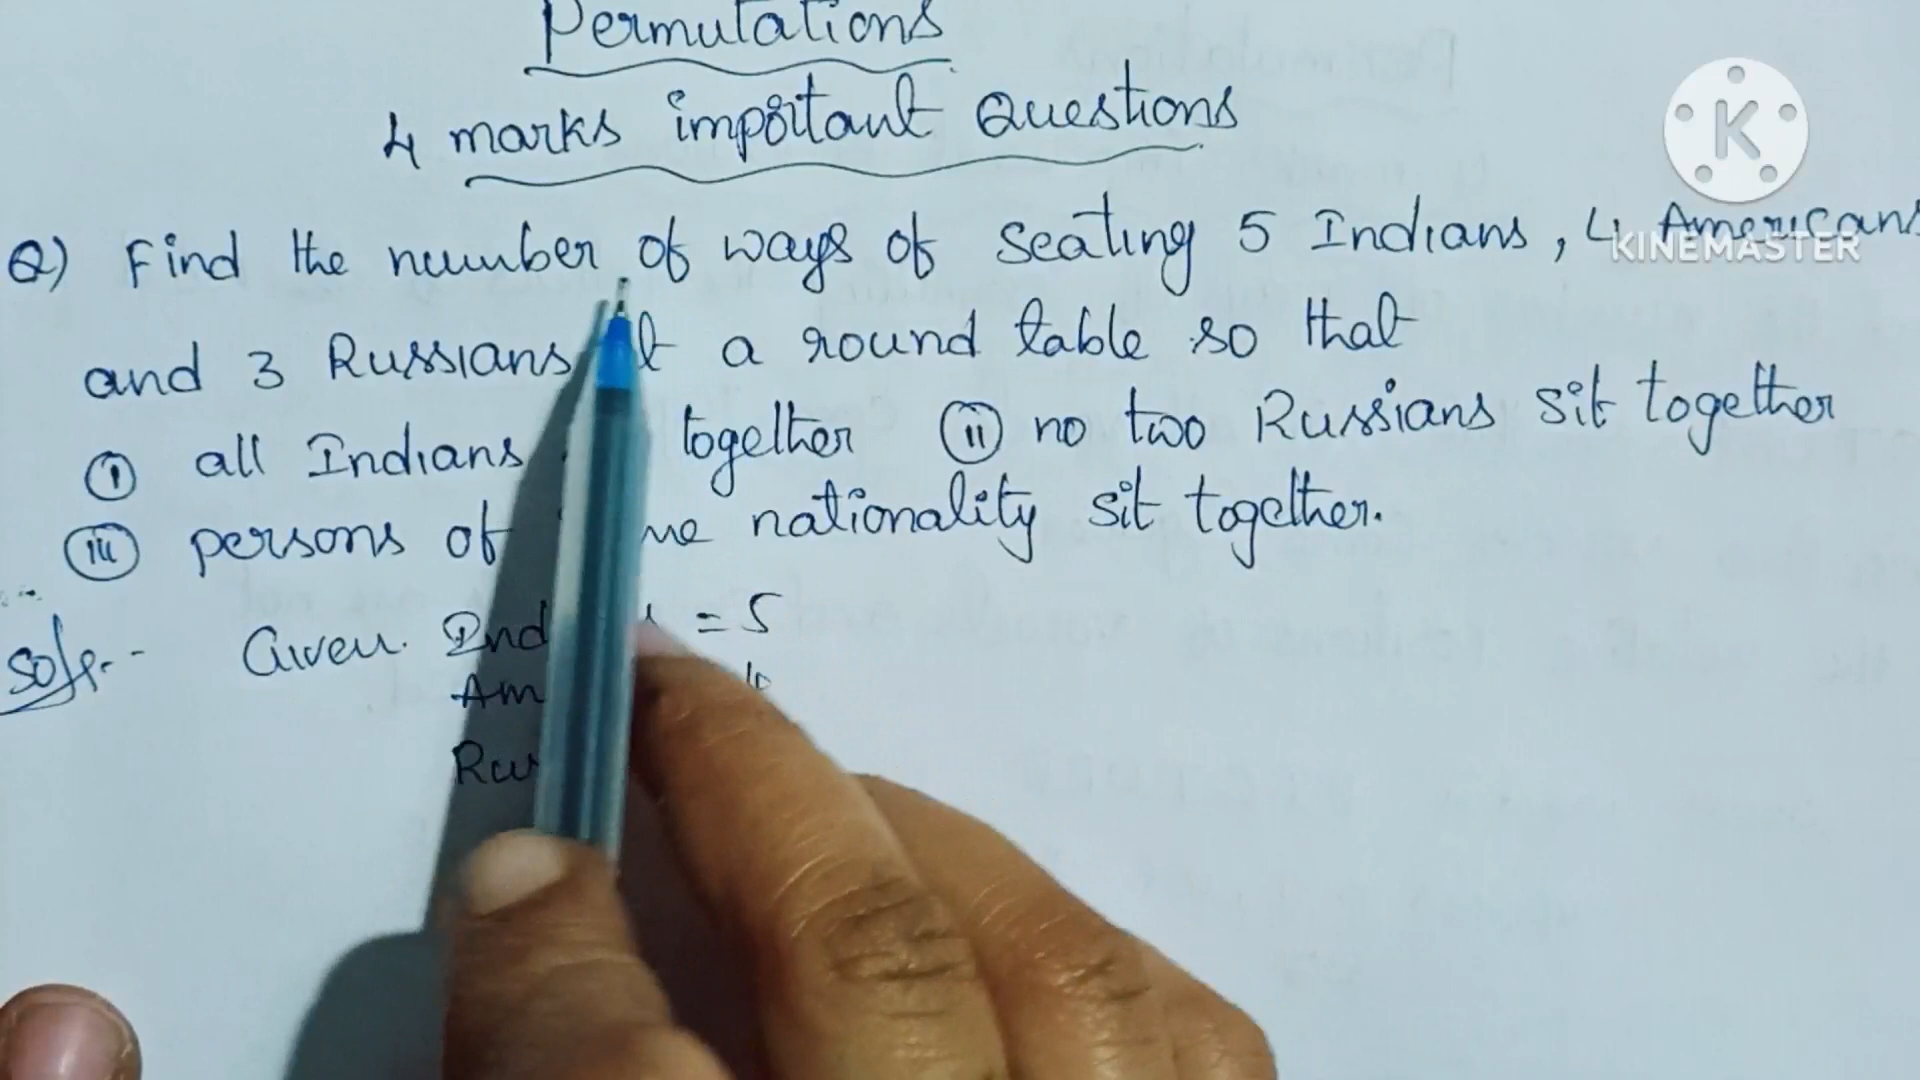 Permutations
4 marks important Questions
Q) Find the number of ways of seating 5 Indians, 4 Americans
and 3 Russians a round table so that
(i) all Indians together (ii) no two Russians sit together
(iii) persons of nationality sit together.
Soln:- Given. = 5
K
KINEMASTER